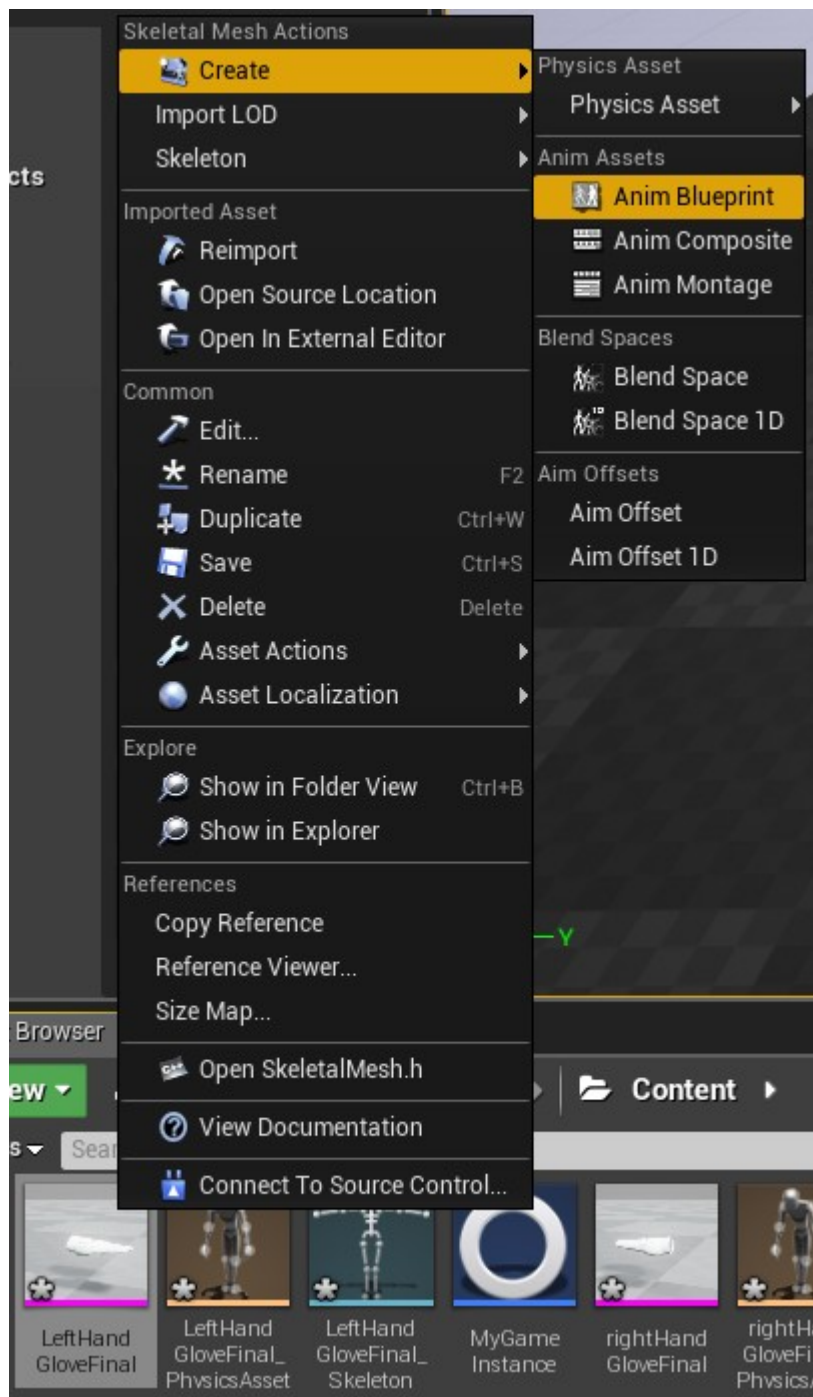 Skeletal Mesh Actions
Create
Import LOD
Skeleton
Imported Asset
Reimport
Open Source Location
Open In External Editor
Common
Edit...
Rename F2
Duplicate Ctrl+W
Save Ctrl+S
Delete Delete
Asset Actions
Asset Localization
Explore
Show in Folder View Ctrl+B
Show in Explorer
References
Copy Reference
Reference Viewer...
Size Map...
Open SkeletalMesh.h
View Documentation
Connect To Source Control...
Physics Asset
Physics Asset
Anim Assets
Anim Blueprint
Anim Composite
Anim Montage
Blend Spaces
Blend Space
Blend Space 1D
Aim Offsets
Aim Offset
Aim Offset 1D
cts
Y
Browser
ew
Content
s Sear
LeftHand
GloveFinal
LeftHand
GloveFinal_
PhysicsAsset
LeftHand
GloveFinal_
Skeleton
MyGame
Instance
rightHand
GloveFinal
rightH
GloveFi
Physics